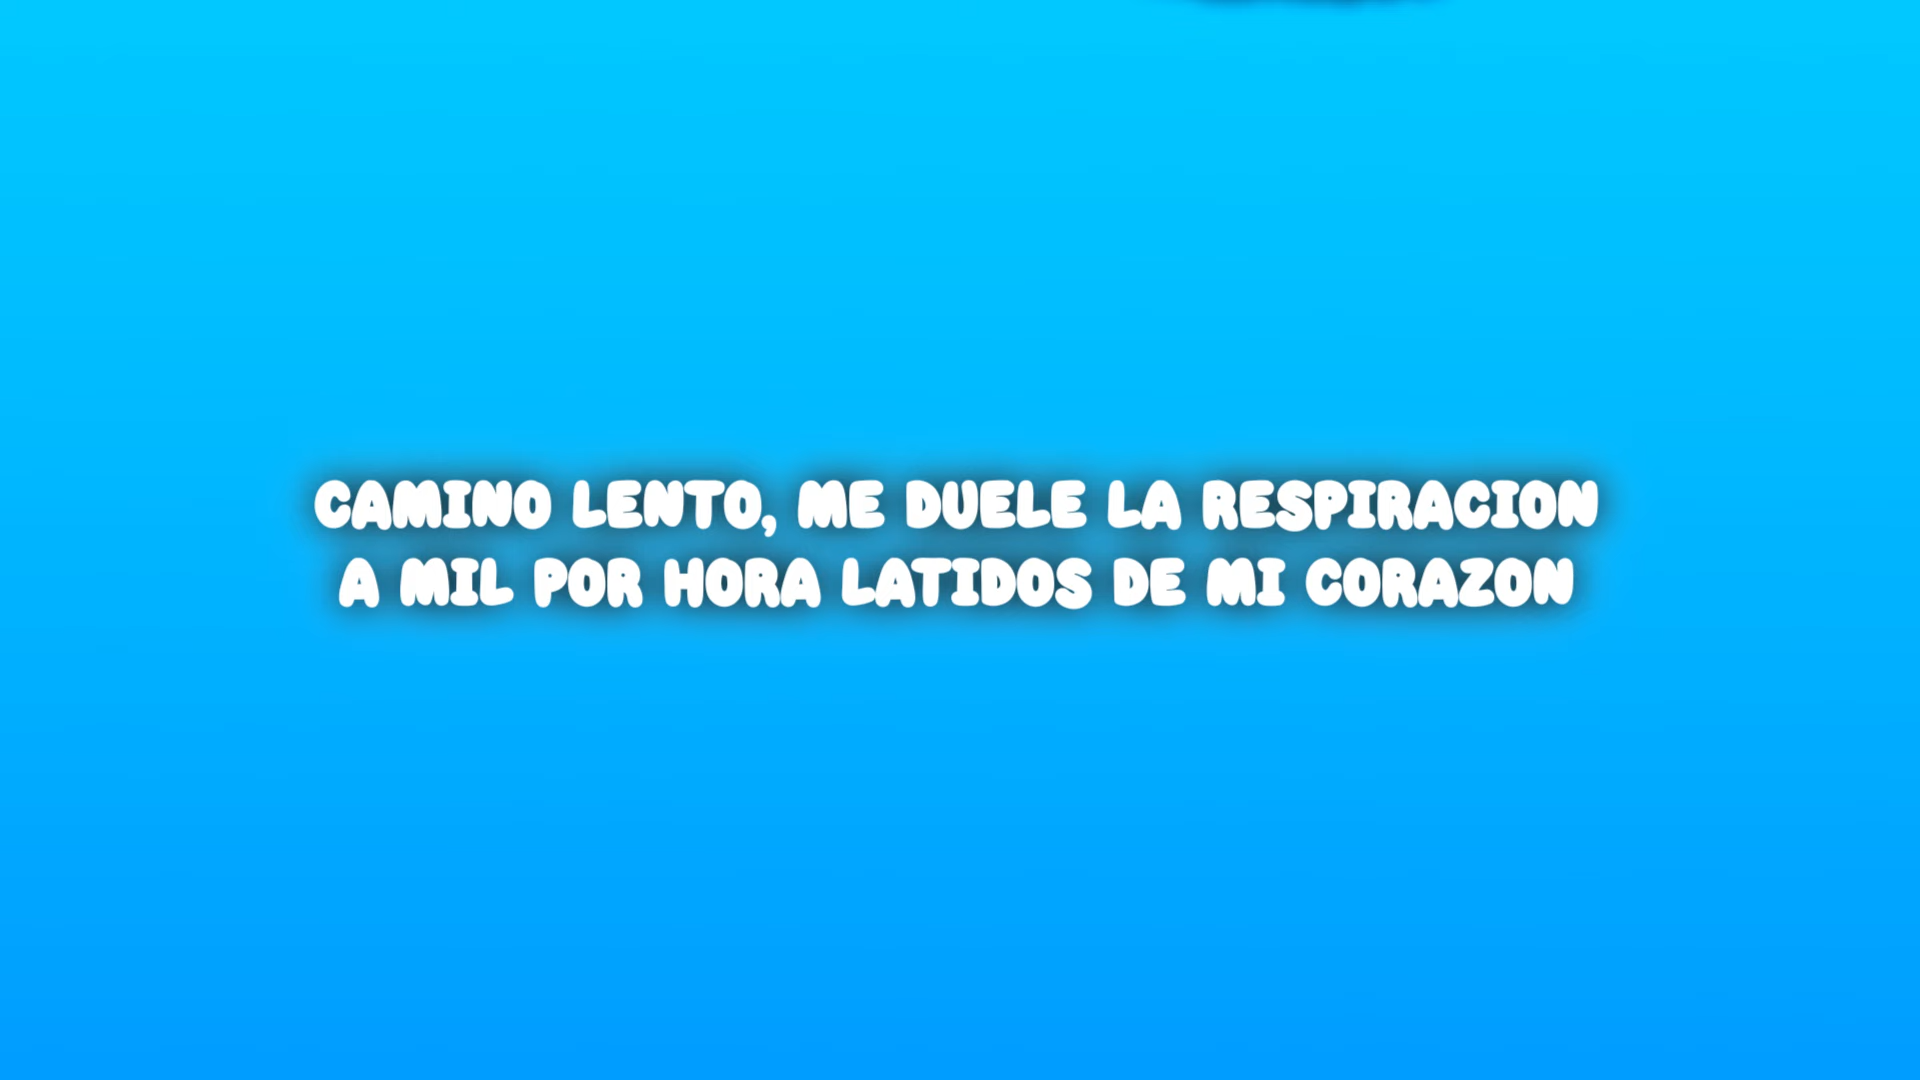 CAMINO LENTO, ME DUELE LA RESPIRACION
A MIL POR HORA LATIDOS DE MI CORAZON